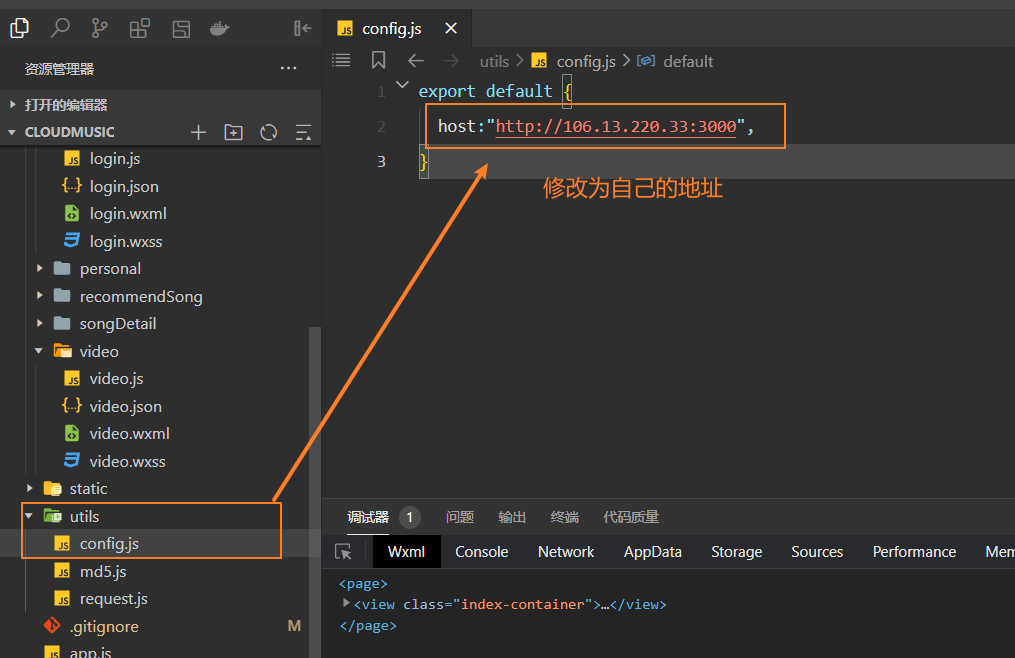 config.js
资源管理器
打开的编辑器
CLOUDMUSIC
login.js
login.json
login.wxml
login.wxss
personal
recommendSong
songDetail
video
video.js
video.json
video.wxml
video.wxss
static
utils
config.js
md5.js
request.js
.gitignore M
app.js
utils > config.js > default
1 export default {
2 host:"http://106.13.220.33:3000",
3 }
修改为自己的地址
调试器 1 问题 输出 终端 代码质量
Wxml Console Network AppData Storage Sources Performance Mem
<page>
<view class="index-container">…</view>
</page>